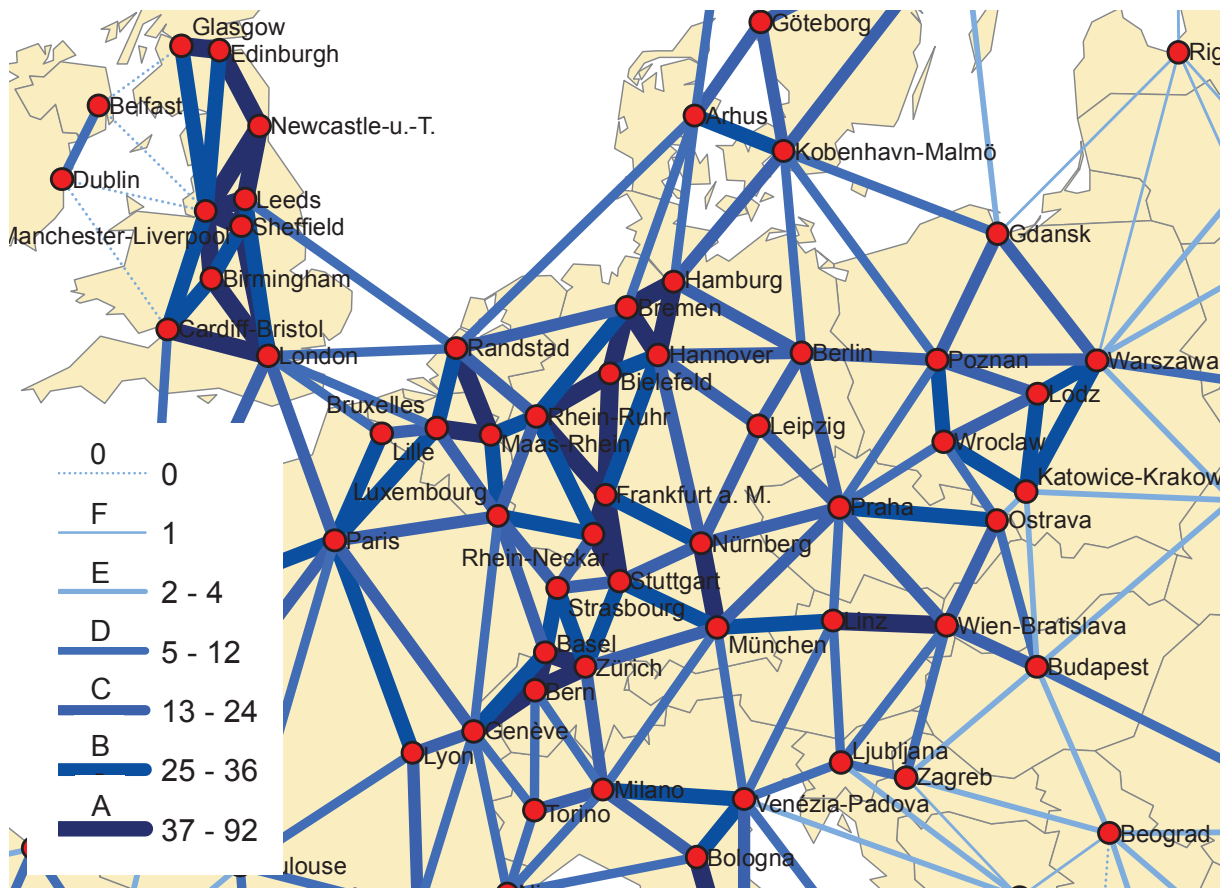 Glasgow
Göteborg
Edinburgh
Belfast
Arhus
Newcastle-u.-T.
Kobenhavn-Malmö
Dublin
Leeds
Sheffield
Manchester-Liverpool
Gdansk
Birmingham
Hamburg
Bremen
Cardiff-Bristol
London
Randstad
Hannover
Berlin
Poznan
Warszawa
Bielefeld
Lodz
Bruxelles
Rhein-Ruhr
Leipzig
Lille
Maas-Rhein
Wroclaw
Katowice-Krakow
Luxembourg
Frankfurt a. M.
Praha
Ostrava
Paris
Rhein-Neckar
Nürnberg
Stuttgart
Strasbourg
Linz
Wien-Bratislava
Basel
München
Zürich
Budapest
Bern
Genève
Lyon
Ljubljana
Zagreb
Milano
Venezia-Padova
Torino
Beograd
Bologna
0
0
F
1
E
2 - 4
D
5 - 12
C
13 - 24
B
25 - 36
A
37 - 92